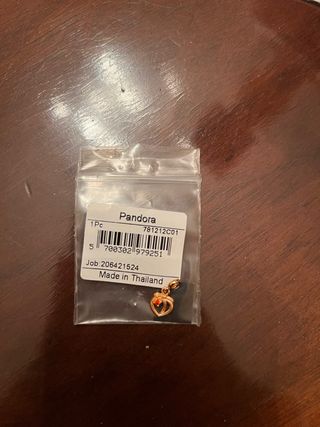 Pandora
1Pc 781212C01
5 700302 979251
Job:206421524
Made in Thailand